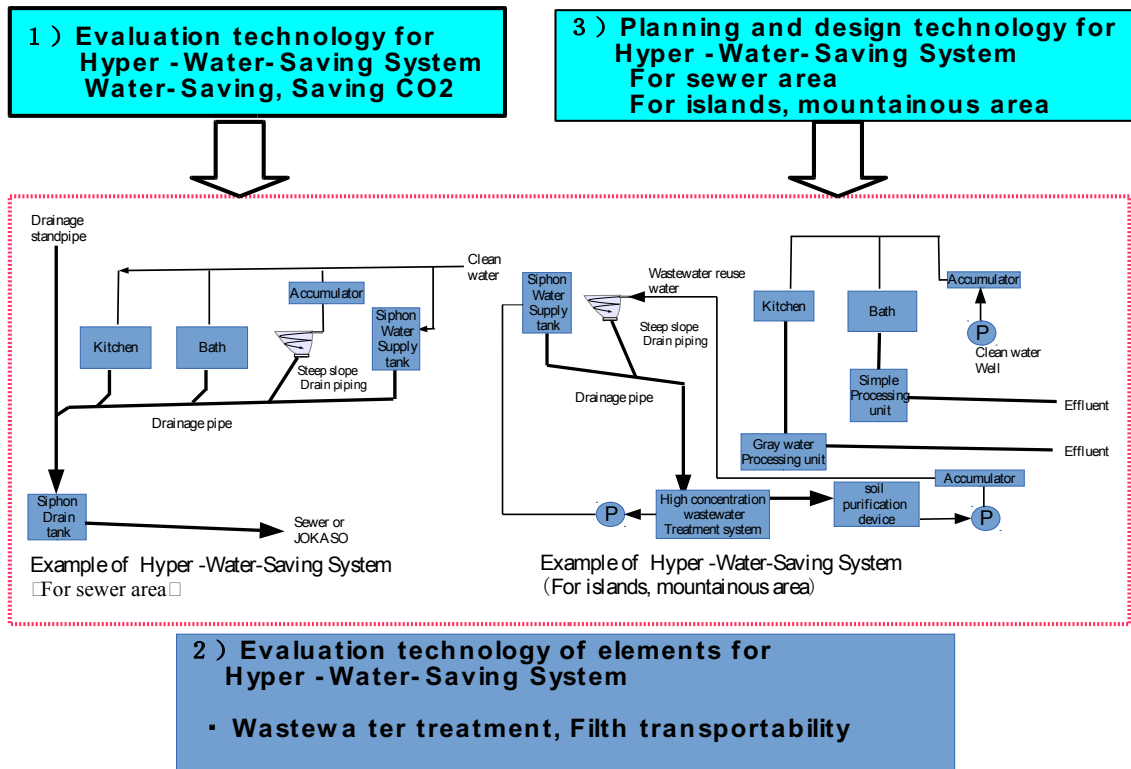 1）Evaluation technology for
Hyper -Water-Saving System
Water-Saving, Saving CO2
3）Planning and design technology for
Hyper -Water-Saving System
For sewer area
For islands, mountainous area
Drainage
standpipe
Clean
water
Accumulator
Kitchen
Bath
Siphon
Water
Supply
tank
Steep slope
Drain piping
Drainage pipe
Siphon
Drain
tank
Sewer or
JOKASO
Example of Hyper -Water-Saving System
□For sewer area□
Siphon
Water
Supply
tank
Wastewater reuse
water
Steep slope
Drain piping
Drainage pipe
Kitchen
Bath
Accumulator
P
Clean water
Well
Simple
Processing
unit
Effluent
Gray water
Processing unit
Effluent
P
High concentration
wastewater
Treatment system
soil
purification
device
Accumulator
P
Example of Hyper -Water-Saving System
（For islands, mountainous area）
2）Evaluation technology of elements for
Hyper -Water-Saving System
・ Wastewa ter treatment, Filth transportability